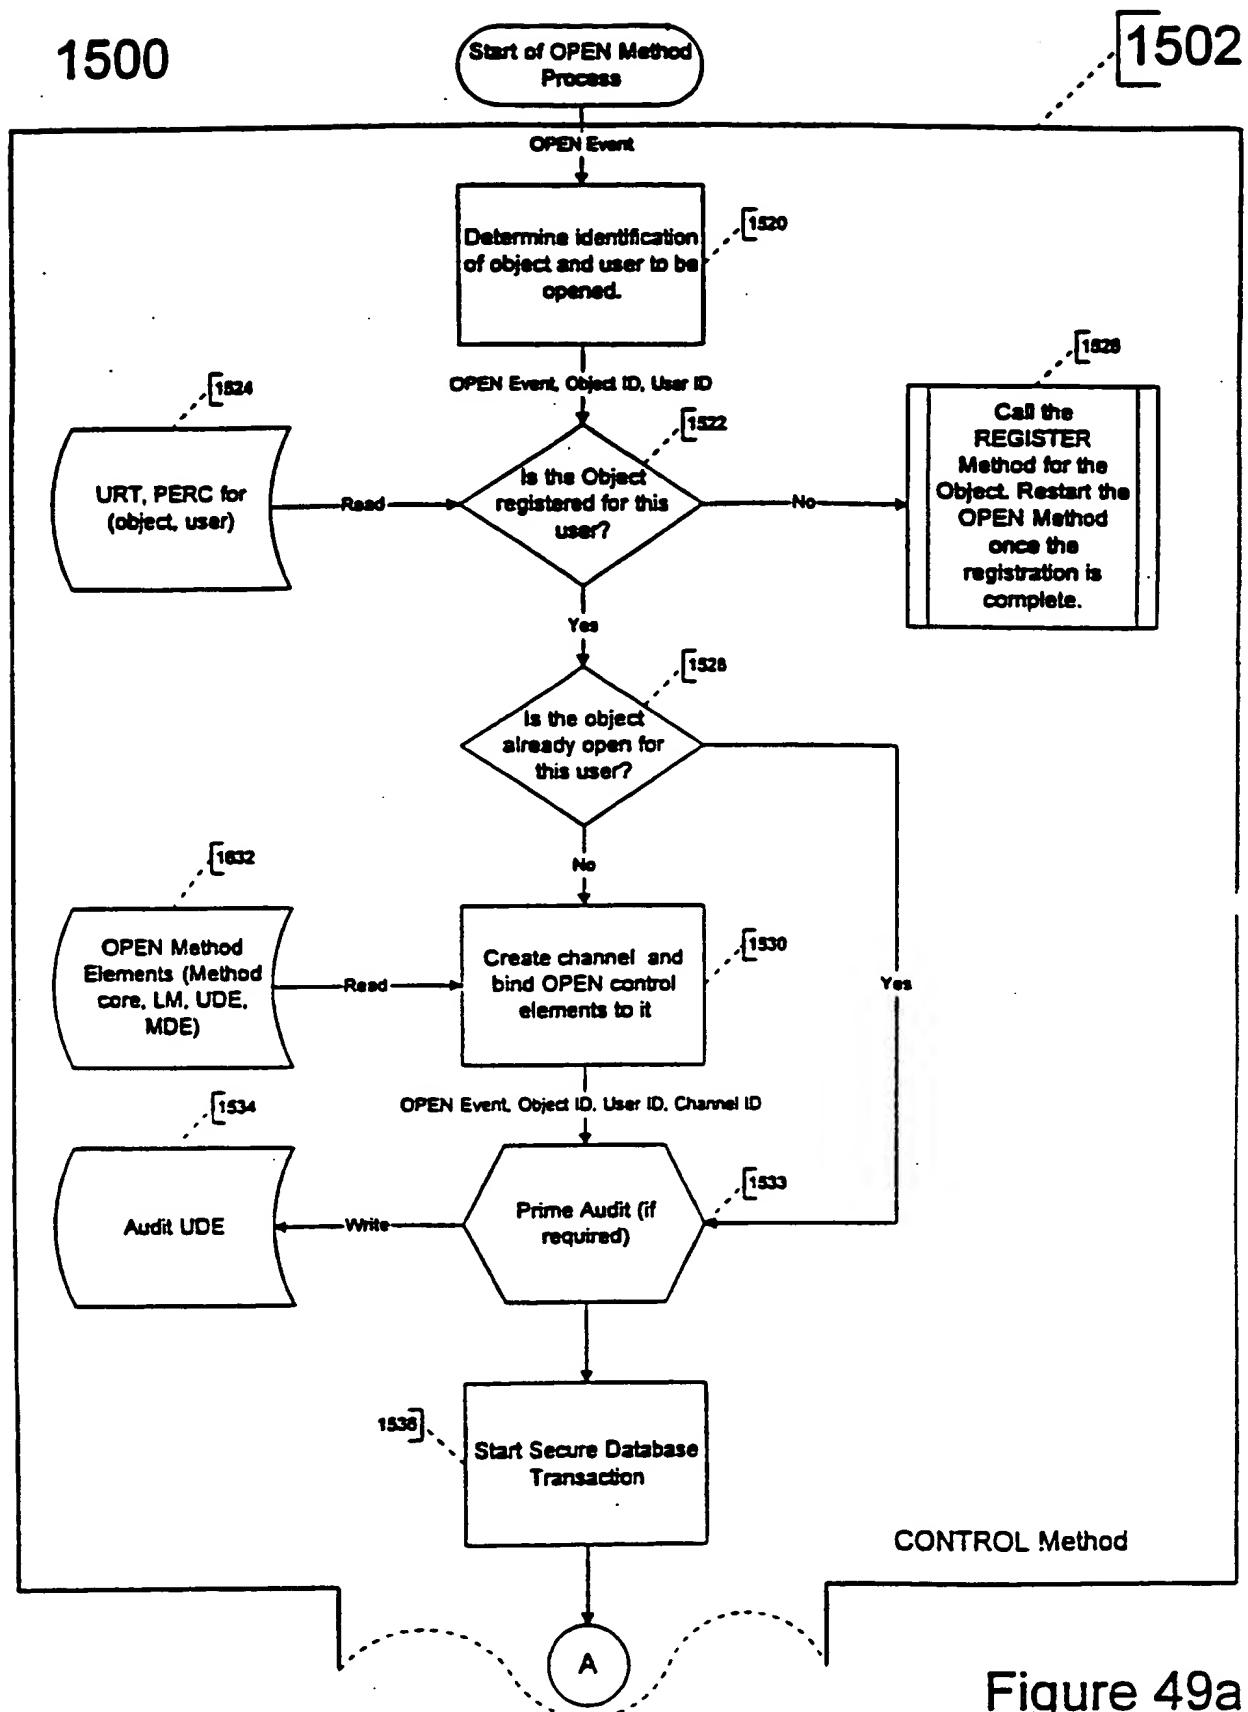 1500
1502
Start of OPEN Method
Process
OPEN Event
1520
Determine identification
of object and user to be
opened.
OPEN Event, Object ID, User ID
1524
1522
1526
URT, PERC for
(object, user)
Read
Is the Object
registered for this
user?
No
Call the
REGISTER
Method for the
Object. Restart the
OPEN Method
once the
registration is
complete.
Yes
1528
Is the object
already open for
this user?
No
Yes
1632
OPEN Method
Elements (Method
core, LM, UDE,
MDE)
Read
1530
Create channel and
bind OPEN control
elements to it
OPEN Event, Object ID, User ID, Channel ID
1534
1533
Audit UDE
Write
Prime Audit (if
required)
1536
Start Secure Database
Transaction
CONTROL Method
A
Figure 49a